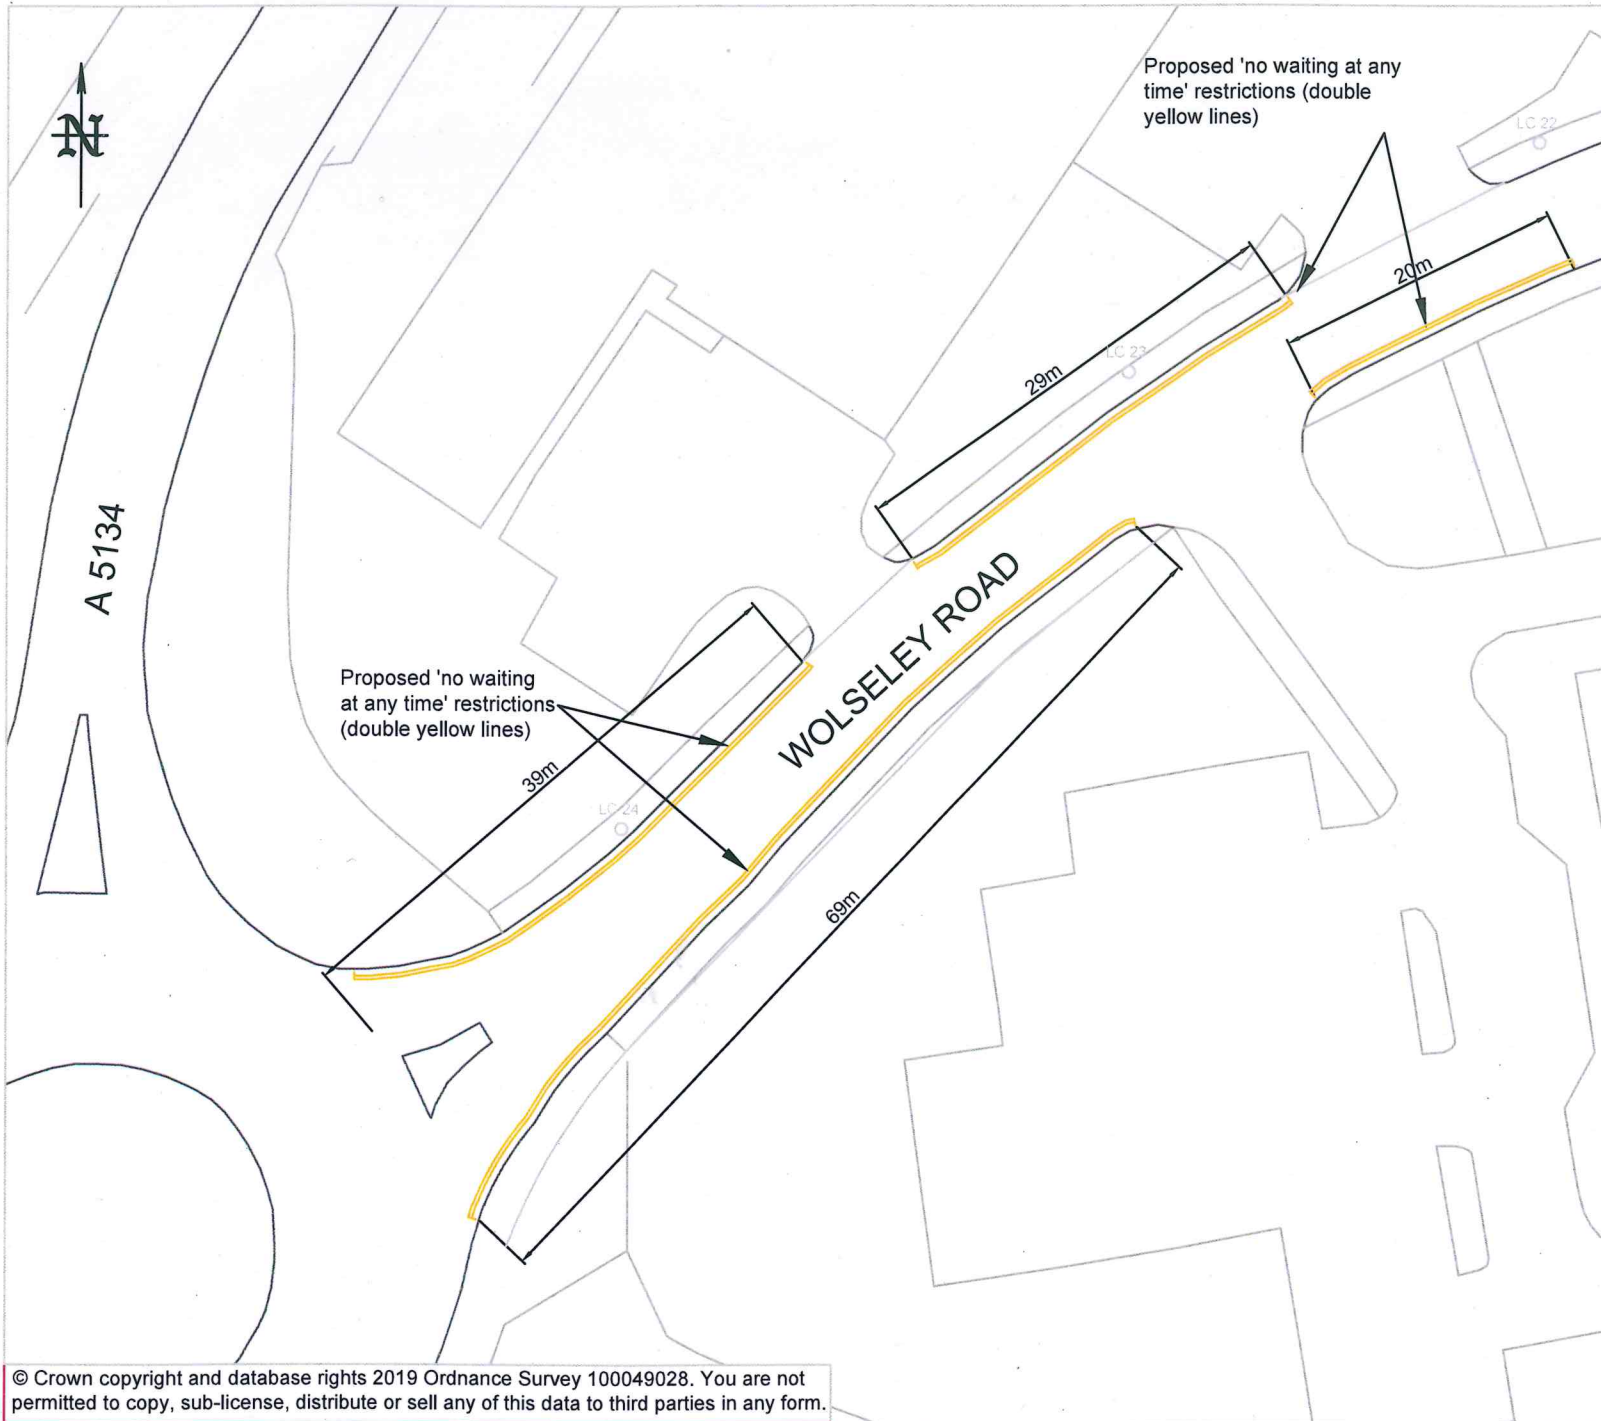 Proposed 'no waiting at any
time' restrictions (double
yellow lines)
LC 22
N
20m
LC 23
29m
A 5134
WOLSELEY ROAD
Proposed 'no waiting
at any time' restrictions
(double yellow lines)
39m
LC 24
69m
© Crown copyright and database rights 2019 Ordnance Survey 100049028. You are not
permitted to copy, sub-license, distribute or sell any of this data to third parties in any form.